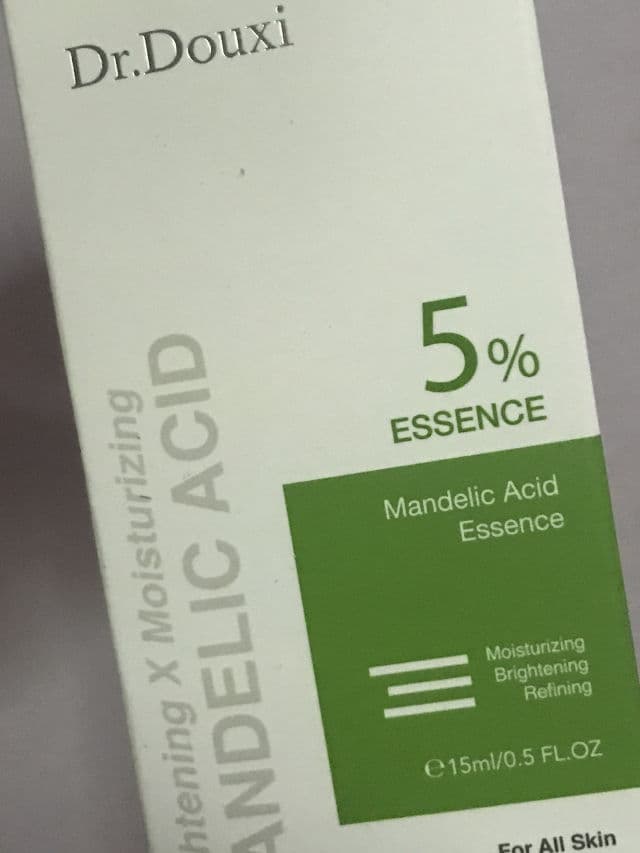 Dr.Douxi
5%
ESSENCE
Mandelic Acid
Essence
Moisturizing
Brightening
Refining
℮15ml/0.5 FL.OZ
For All Skin
htening X Moisturizing
ANDELIC ACID